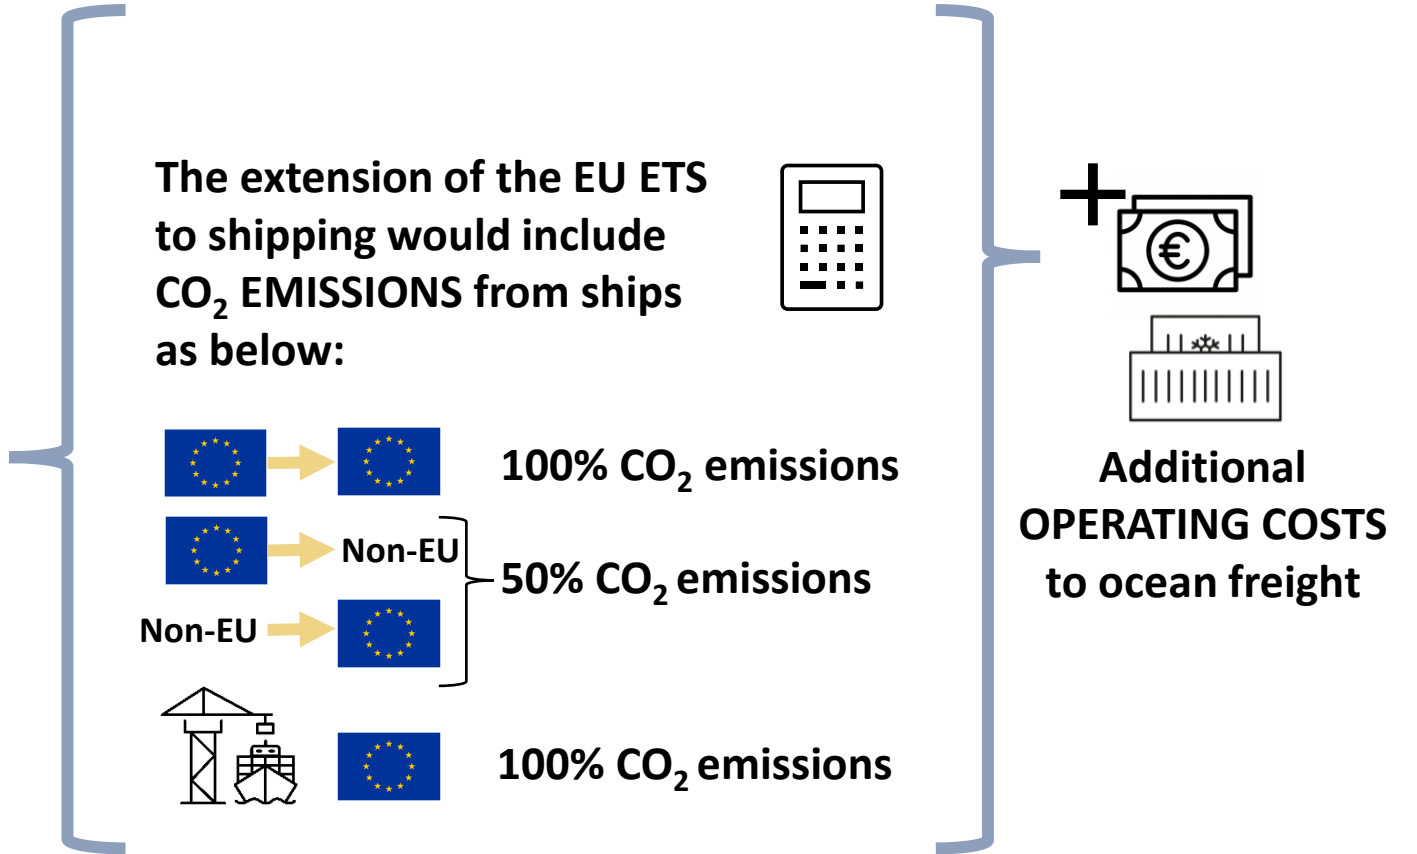 The extension of the EU ETS
to shipping would include
CO₂ EMISSIONS from ships
as below:
100% CO₂ emissions
Non-EU
50% CO₂ emissions
Non-EU
100% CO₂ emissions
+
€
Additional
OPERATING COSTS
to ocean freight